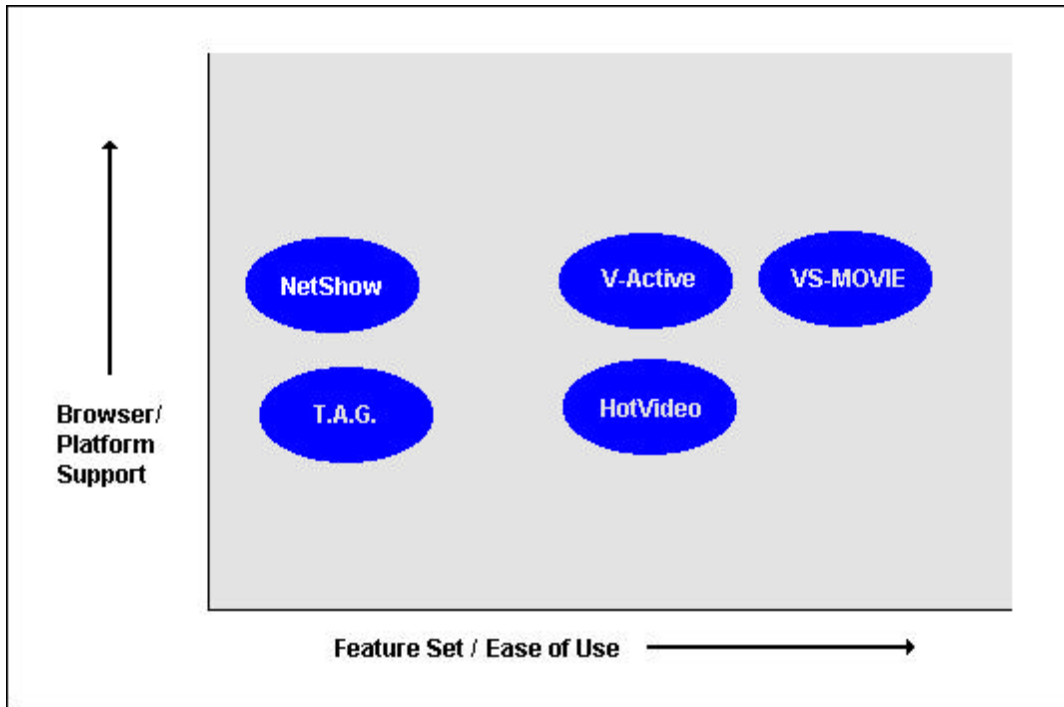 NetShow
V-Active
VS-MOVIE
T.A.G.
HotVideo
Browser/
Platform
Support
Feature Set / Ease of Use